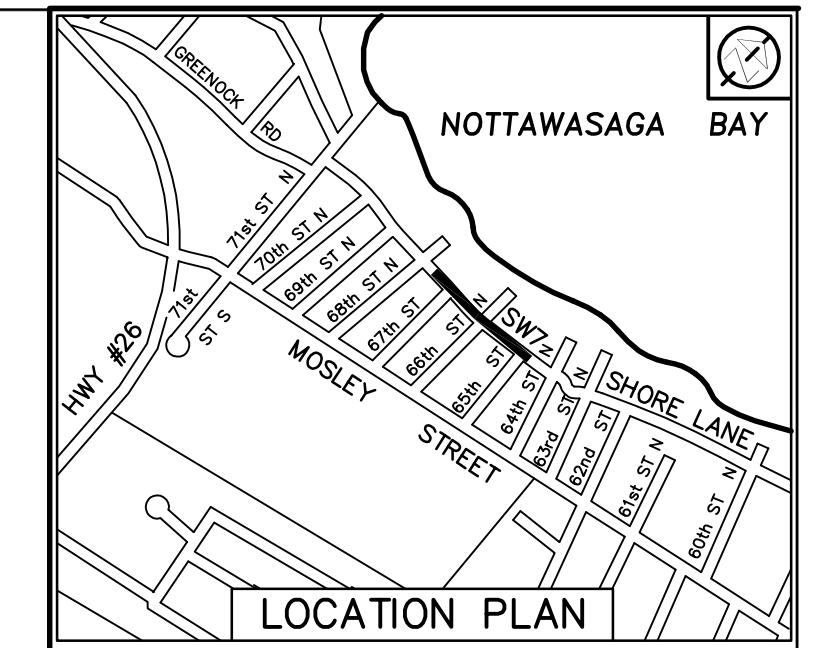 NOTTAWASAGA BAY
GREENOCK RD
71st ST N
70th ST N
69th ST N
68th ST N
67th ST
66th ST N
65th ST
64th ST N
63rd ST N
62nd ST
61st ST N
60th ST N
SW7
SHORE LANE
71st ST S
HWY #26
MOSLEY STREET
LOCATION PLAN